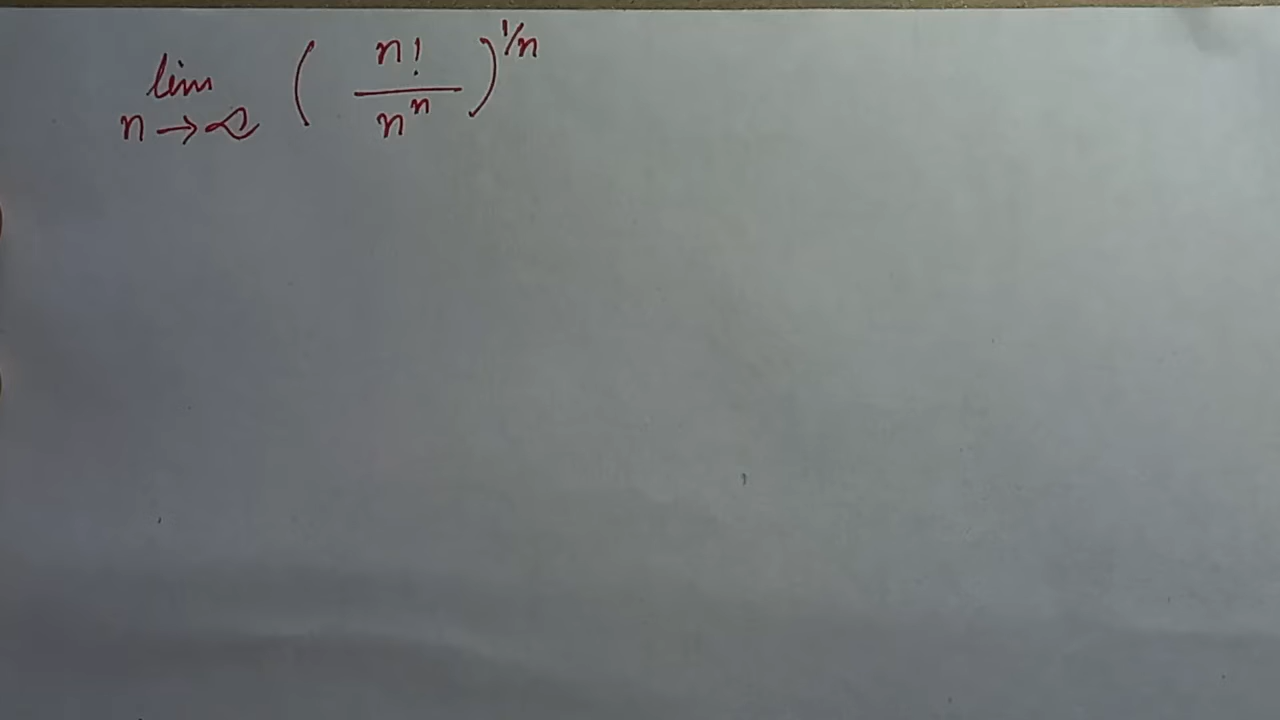 lim n→∞ ( n! / n^n )^1/n